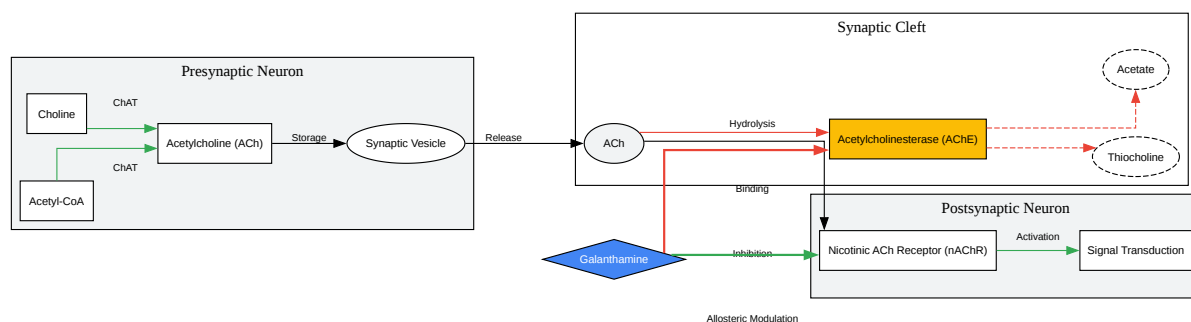 Synaptic Cleft
Presynaptic Neuron
Acetate
Choline
ChAT
Acetylcholine (ACh)
Storage
Synaptic Vesicle
Release
ACh
Hydrolysis
Acetylcholinesterase (AChE)
Thiocholine
ChAT
Acetyl-CoA
Binding
Postsynaptic Neuron
Galanthamine
Inhibition
Nicotinic ACh Receptor (nAChR)
Activation
Signal Transduction
Allosteric Modulation